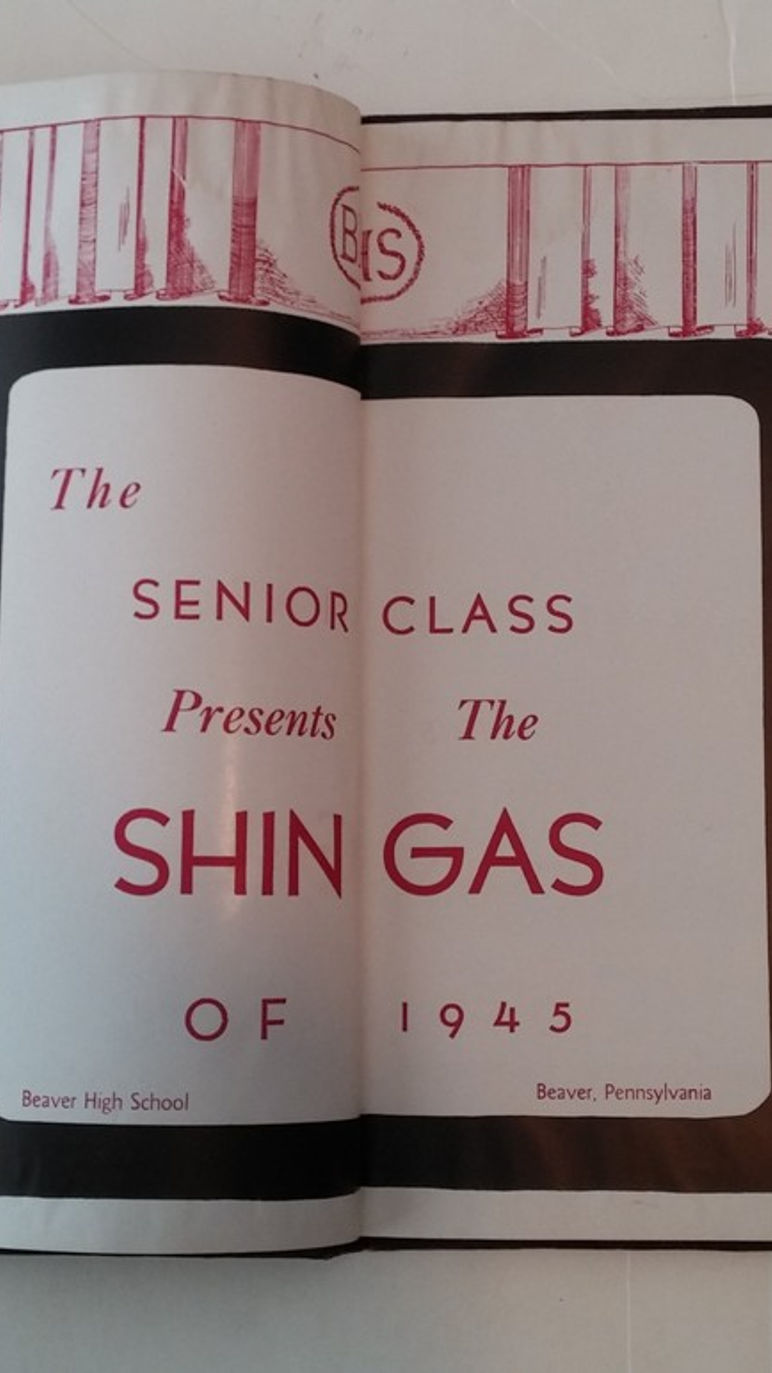 BHS
The
SENIOR CLASS
Presents The
SHINGAS
OF 1945
Beaver High School Beaver, Pennsylvania